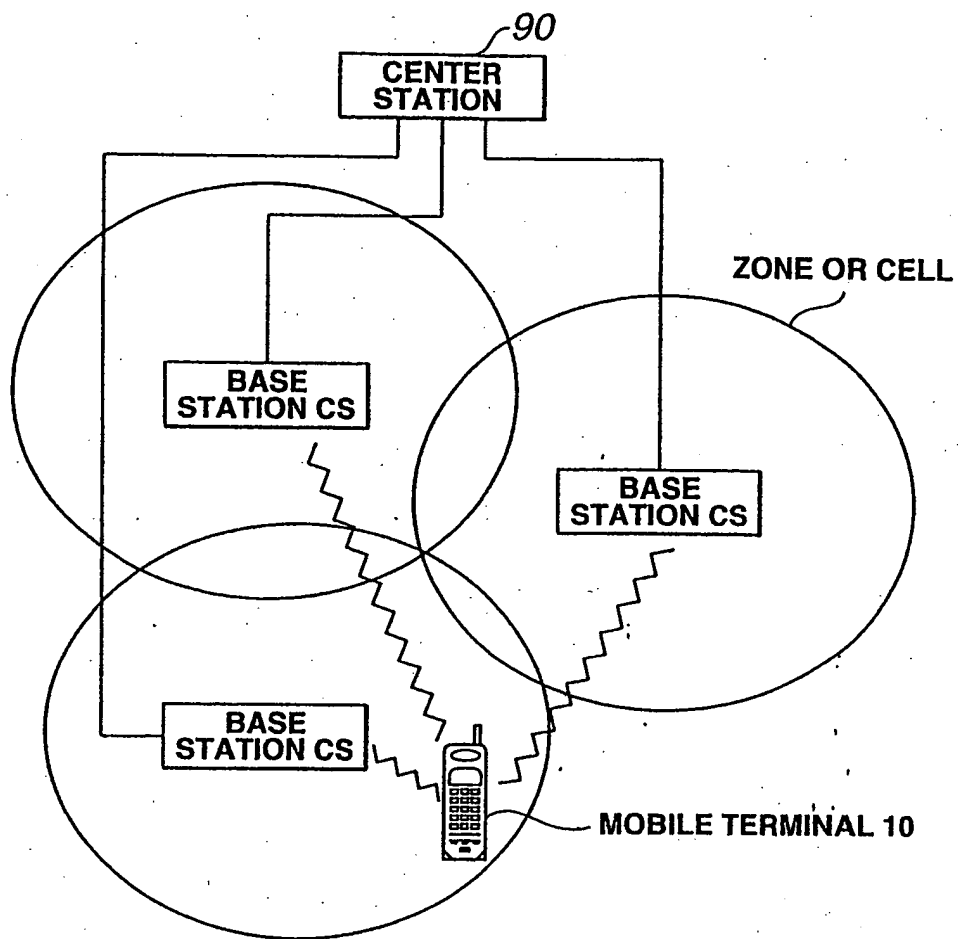 90
CENTER
STATION
ZONE OR CELL
BASE
STATION CS
BASE
STATION CS
BASE
STATION CS
MOBILE TERMINAL 10